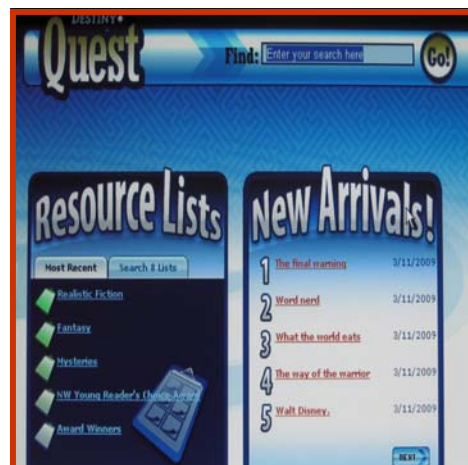 DESTINY
Quest
Find: Enter your search here Go!
Resource Lists
Most Recent Search 8 Lists
Realistic Fiction
Fantasy
Mysteries
NW Young Reader's Choice Award
Award Winners
New Arrivals!
1 The final warning 3/11/2009
2 Word nerd 3/11/2009
3 What the world eats 3/11/2009
4 The way of the warrior 3/11/2009
5 Walt Disney. 3/11/2009
NEXT